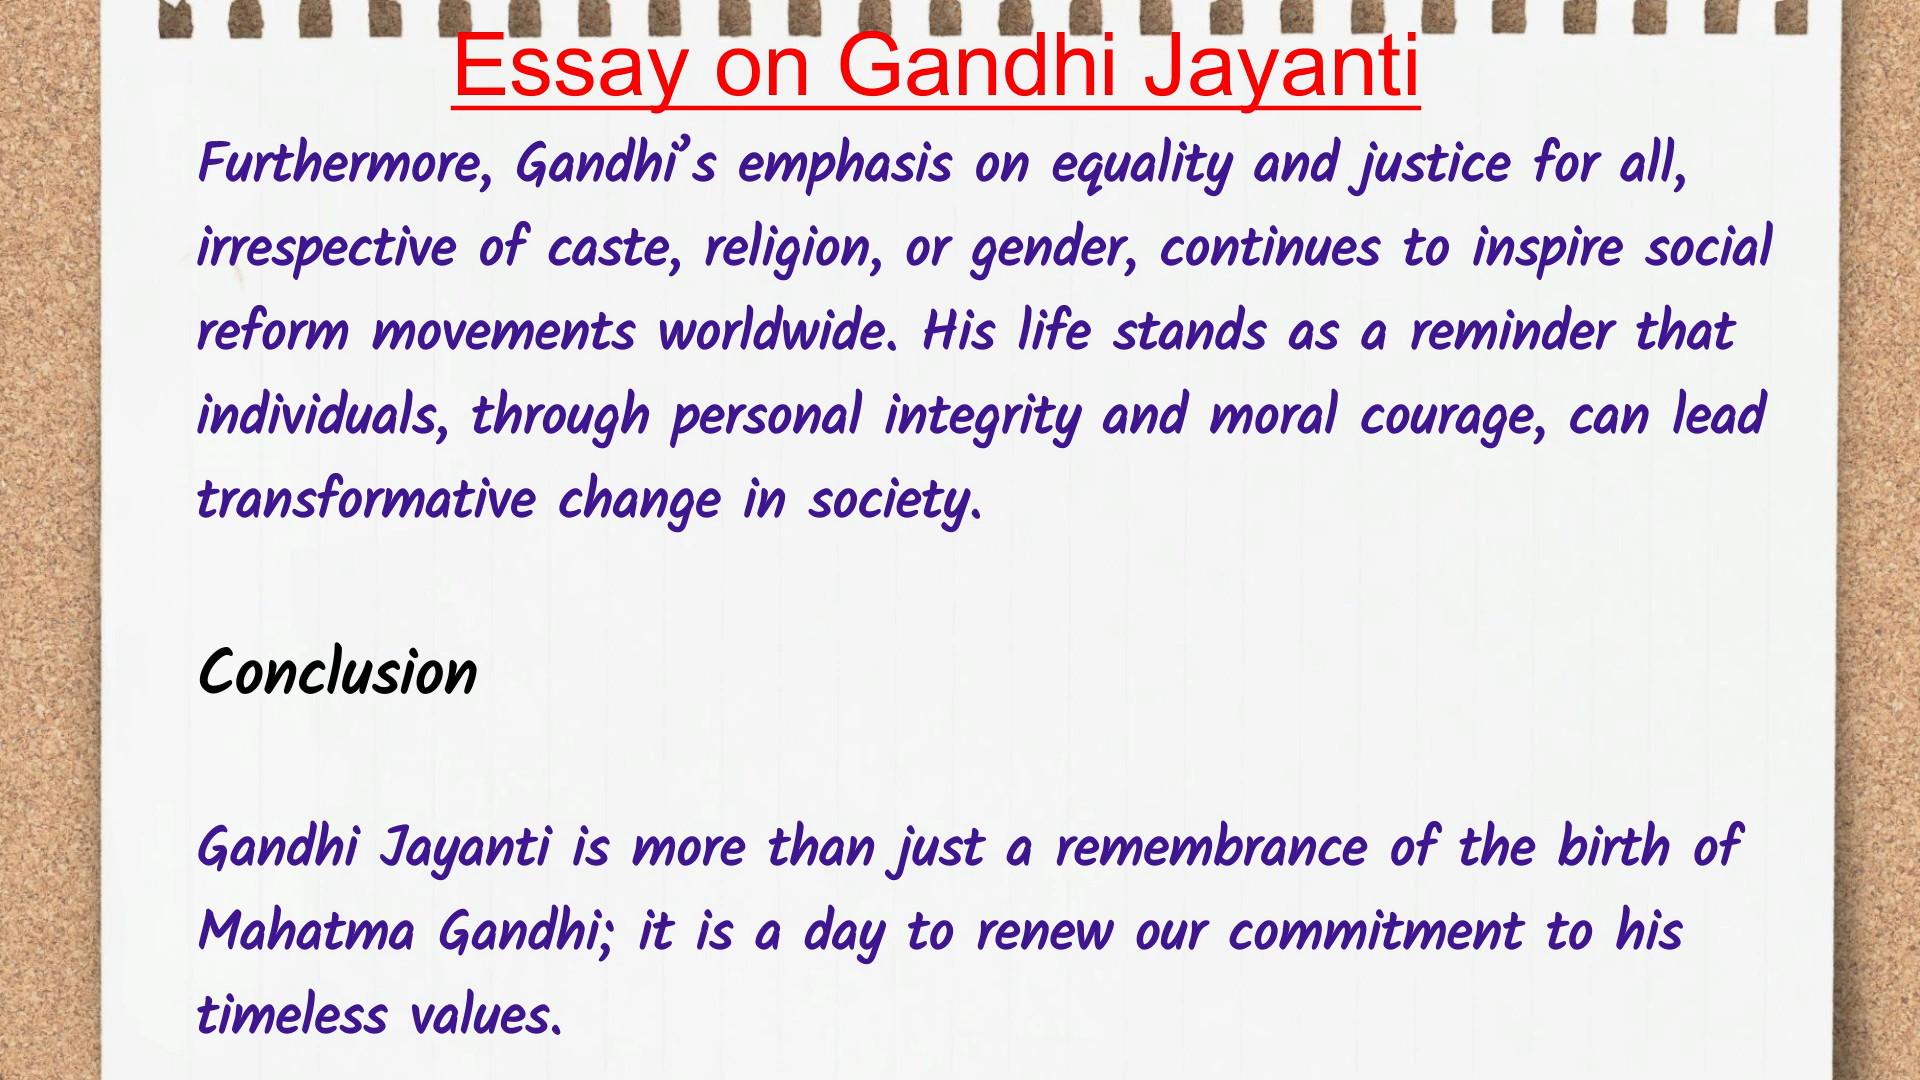 Essay on Gandhi Jayanti
Furthermore, Gandhi’s emphasis on equality and justice for all,
irrespective of caste, religion, or gender, continues to inspire social
reform movements worldwide. His life stands as a reminder that
individuals, through personal integrity and moral courage, can lead
transformative change in society.
Conclusion
Gandhi Jayanti is more than just a remembrance of the birth of
Mahatma Gandhi; it is a day to renew our commitment to his
timeless values.